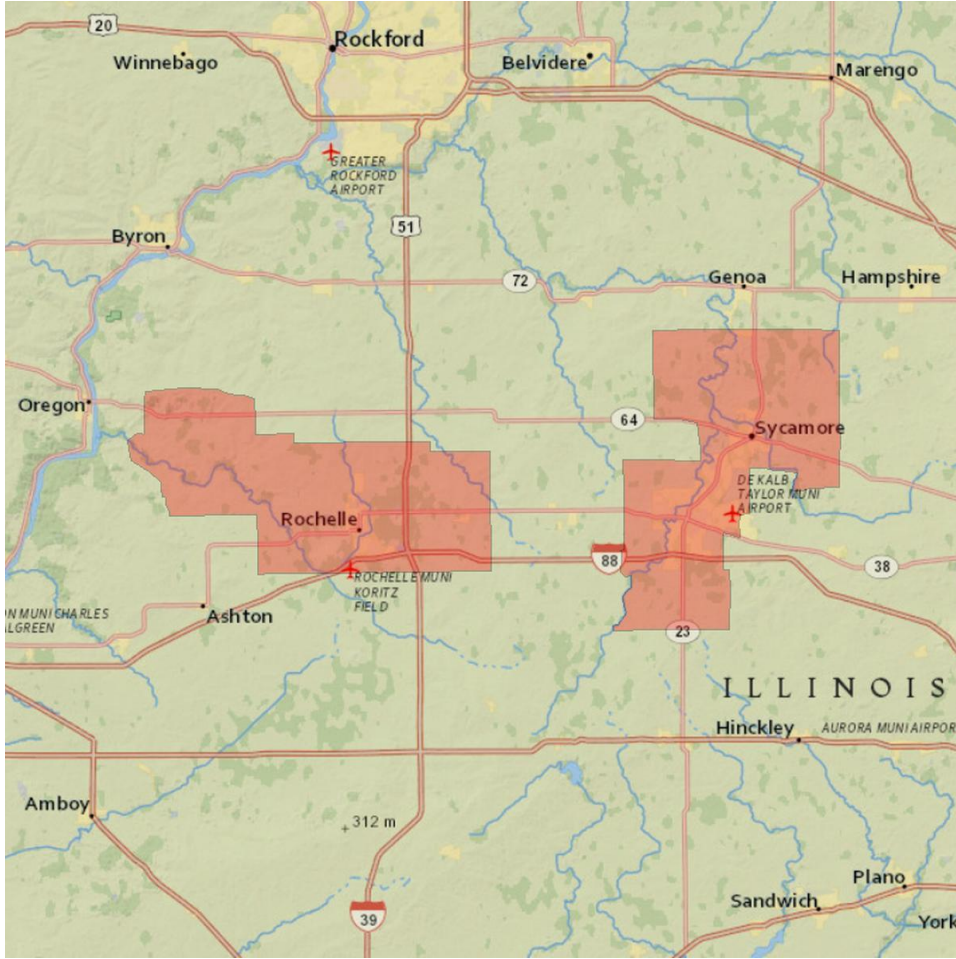 20
Rockford
Winnebago
Belvidere
Marengo
GREATER
ROCKFORD
AIRPORT
51
Byron
72
Genoa
Hampshire
Oregon
64
Sycamore
DE KALB
TAYLOR MUNI
AIRPORT
Rochelle
88
38
ROCHELLE MUNI
KORITZ
FIELD
ON MUNI CHARLES
ALGREEN
Ashton
23
ILLINOIS
Hinckley
AURORA MUNI AIRPOR
Amboy
312 m
Plano
Sandwich
York
39